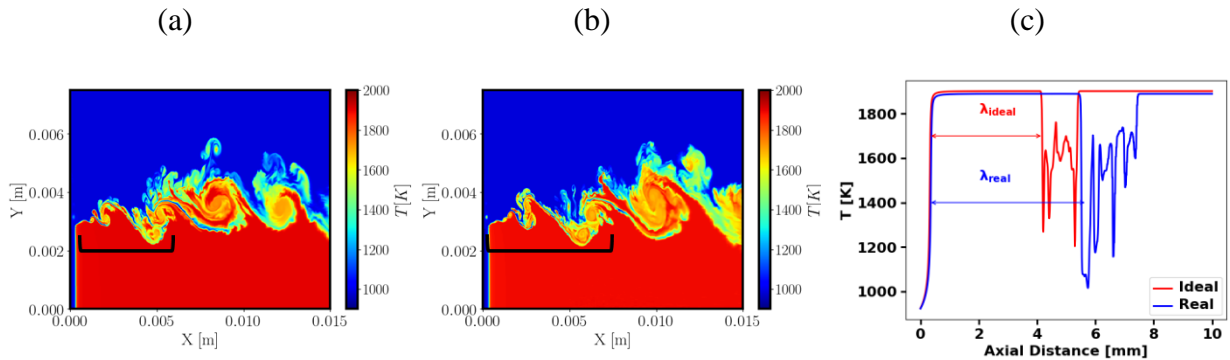 (a)
(b)
(c)
0.006
0.004
0.002
0.000
Y [m]
0.000
0.005
0.010
0.015
X [m]
2000
1800
1600
1400
1200
1000
T[K]
0.006
0.004
0.002
0.000
Y [m]
0.000
0.005
0.010
0.015
X [m]
2000
1800
1600
1400
1200
1000
T[K]
1800
1600
1400
1200
1000
T [K]
λideal
λreal
Ideal
Real
0
2
4
6
8
10
Axial Distance [mm]